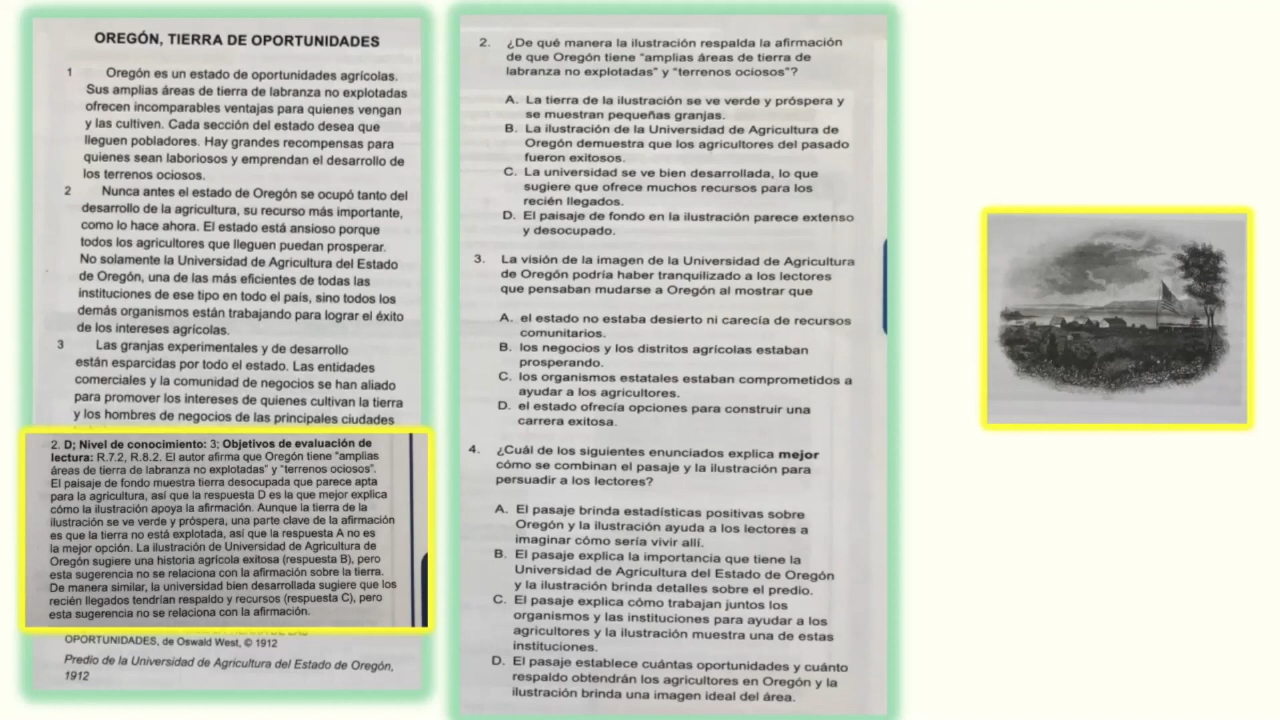 OREGÓN, TIERRA DE OPORTUNIDADES
1 Oregón es un estado de oportunidades agrícolas.
Sus amplias áreas de tierra de labranza no explotadas
ofrecen incomparables ventajas para quienes vengan
y las cultiven. Cada sección del estado desea que
lleguen pobladores. Hay grandes recompensas para
quienes sean laboriosos y emprendan el desarrollo de
los terrenos ociosos.
2 Nunca antes el estado de Oregón se ocupó tanto del
desarrollo de la agricultura, su recurso más importante,
como lo hace ahora. El estado está ansioso porque
todos los agricultores que lleguen puedan prosperar.
No solamente la Universidad de Agricultura del Estado
de Oregón, una de las más eficientes de todas las
instituciones de ese tipo en todo el país, sino todos los
demás organismos están trabajando para lograr el éxito
de los intereses agrícolas.
3 Las granjas experimentales y de desarrollo
están esparcidas por todo el estado. Las entidades
comerciales y la comunidad de negocios se han aliado
para promover los intereses de quienes cultivan la tierra
y los hombres de negocios de las principales ciudades
2. D; Nivel de conocimiento: 3; Objetivos de evaluación de
lectura: R.7.2, R.8.2. El autor afirma que Oregón tiene "amplias
áreas de tierra de labranza no explotadas" y "terrenos ociosos".
El paisaje de fondo muestra tierra desocupada que parece apta
para la agricultura, así que la respuesta D es la que mejor explica
cómo la ilustración apoya la afirmación. Aunque la tierra de la
ilustración se ve verde y próspera, una parte clave de la afirmación
es que la tierra no está explotada, así que la respuesta A no es
la mejor opción. La ilustración de Universidad de Agricultura de
Oregón sugiere una historia agrícola exitosa (respuesta B), pero
esta sugerencia no se relaciona con la afirmación sobre la tierra.
De manera similar, la universidad bien desarrollada sugiere que los
recién llegados tendrían respaldo y recursos (respuesta C), pero
esta sugerencia no se relaciona con la afirmación.
OPORTUNIDADES, de Oswald West, © 1912
Predio de la Universidad de Agricultura del Estado de Oregón,
1912
2. ¿De qué manera la ilustración respalda la afirmación
de que Oregón tiene "amplias áreas de tierra de
labranza no explotadas" y "terrenos ociosos"?
A. La tierra de la ilustración se ve verde y próspera y
se muestran pequeñas granjas.
B. La ilustración de la Universidad de Agricultura de
Oregón demuestra que los agricultores del pasado
fueron exitosos.
C. La universidad se ve bien desarrollada, lo que
sugiere que ofrece muchos recursos para los
recién llegados.
D. El paisaje de fondo en la ilustración parece extenso
y desocupado.
3. La visión de la imagen de la Universidad de Agricultura
de Oregón podría haber tranquilizado a los lectores
que pensaban mudarse a Oregón al mostrar que
A. el estado no estaba desierto ni carecía de recursos
comunitarios.
B. los negocios y los distritos agrícolas estaban
prosperando.
C. los organismos estatales estaban comprometidos a
ayudar a los agricultores.
D. el estado ofrecía opciones para construir una
carrera exitosa.
4. ¿Cuál de los siguientes enunciados explica mejor
cómo se combinan el pasaje y la ilustración para
persuadir a los lectores?
A. El pasaje brinda estadísticas positivas sobre
Oregón y la ilustración ayuda a los lectores a
imaginar cómo sería vivir allí.
B. El pasaje explica la importancia que tiene la
Universidad de Agricultura del Estado de Oregón
y la ilustración brinda detalles sobre el predio.
C. El pasaje explica cómo trabajan juntos los
organismos y las instituciones para ayudar a los
agricultores y la ilustración muestra una de estas
instituciones.
D. El pasaje establece cuántas oportunidades y cuánto
respaldo obtendrán los agricultores en Oregón y la
ilustración brinda una imagen ideal del área.